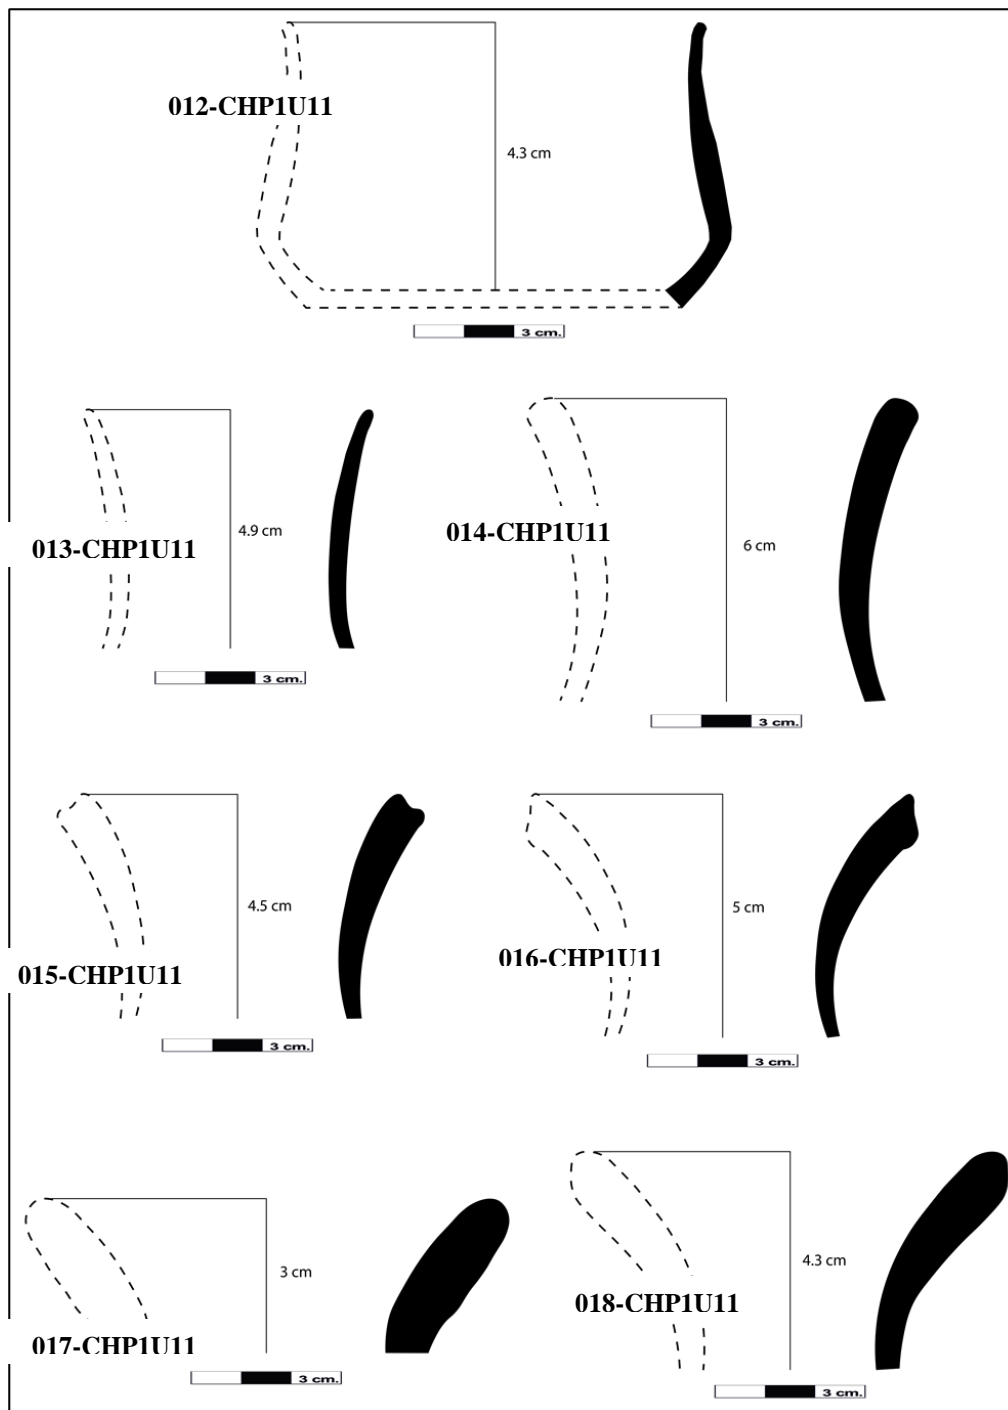 012-CHP1U11
4.3 cm
3 cm.
013-CHP1U11
4.9 cm
3 cm.
014-CHP1U11
6 cm
3 cm.
015-CHP1U11
4.5 cm
3 cm.
016-CHP1U11
5 cm
3 cm.
017-CHP1U11
3 cm
3 cm.
018-CHP1U11
4.3 cm
3 cm.